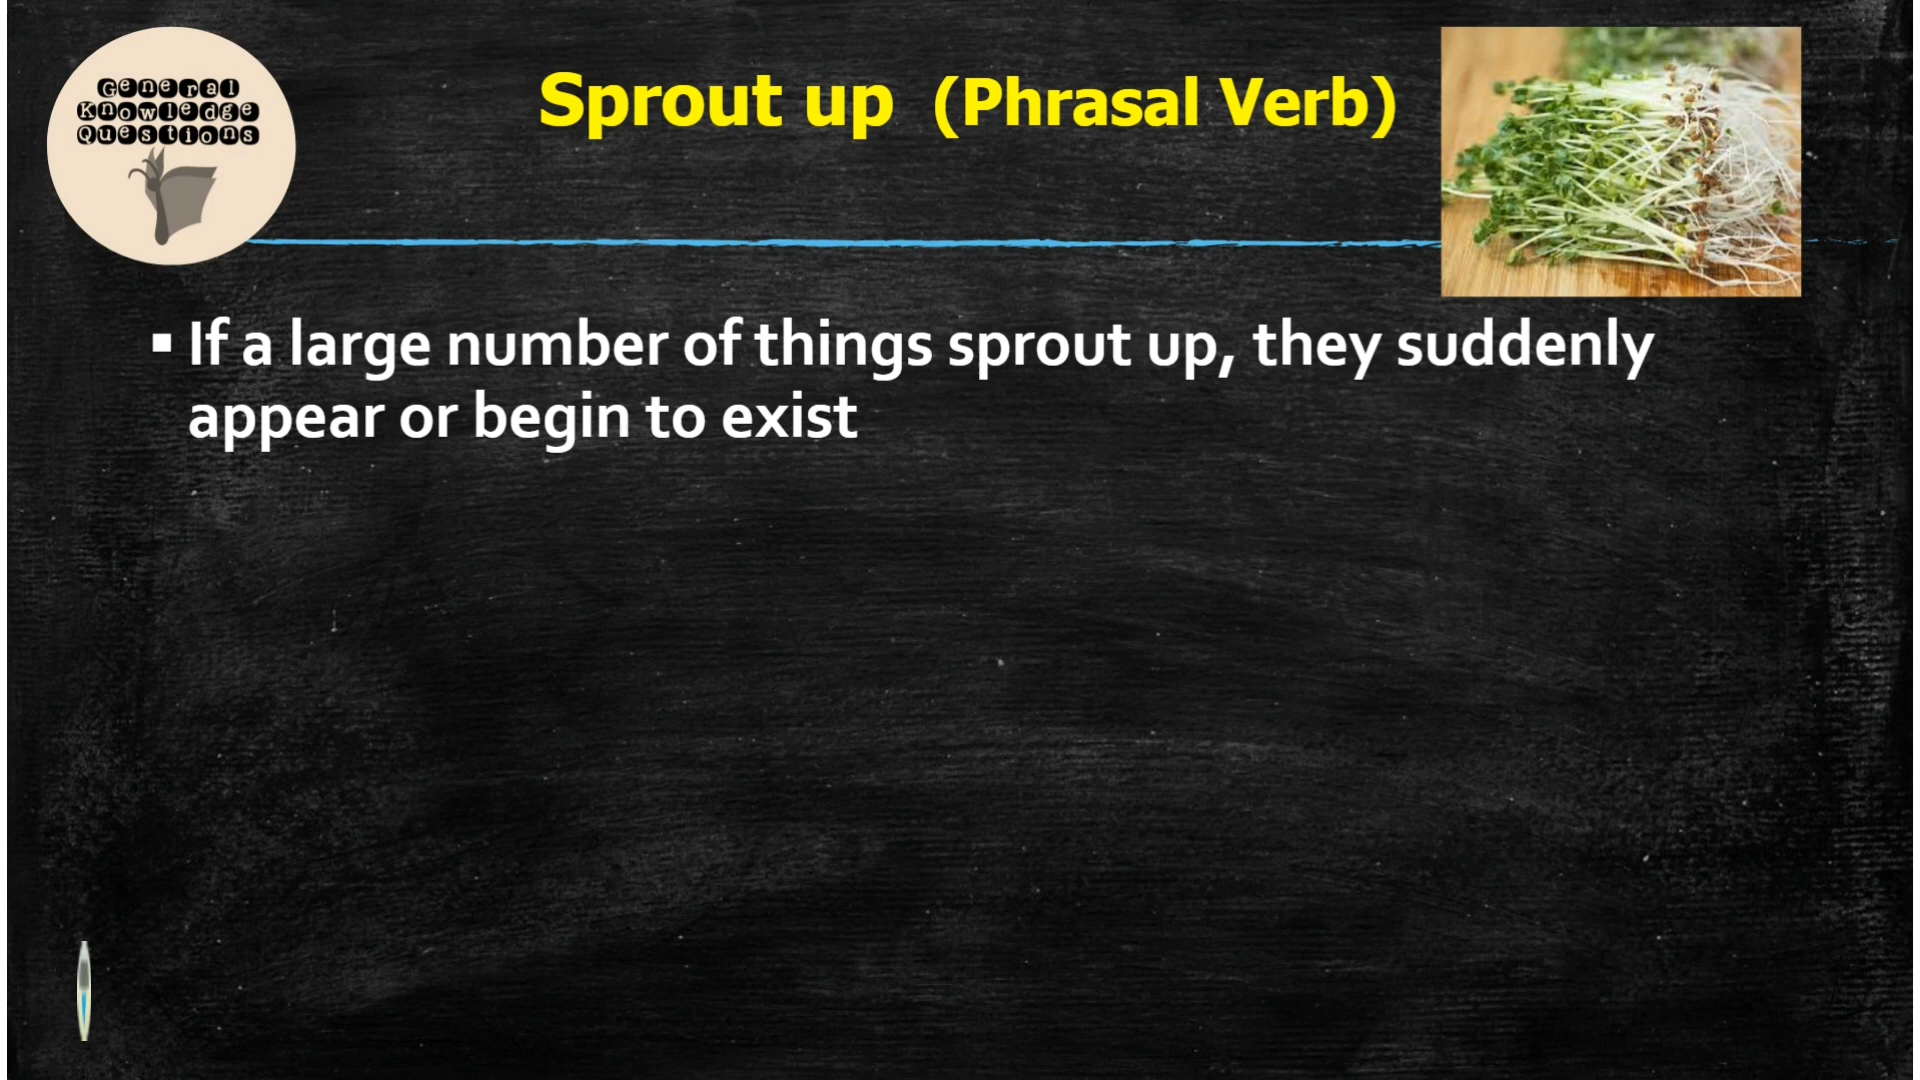 General
Knowledge
Questions
Sprout up (Phrasal Verb)
▪ If a large number of things sprout up, they suddenly
appear or begin to exist